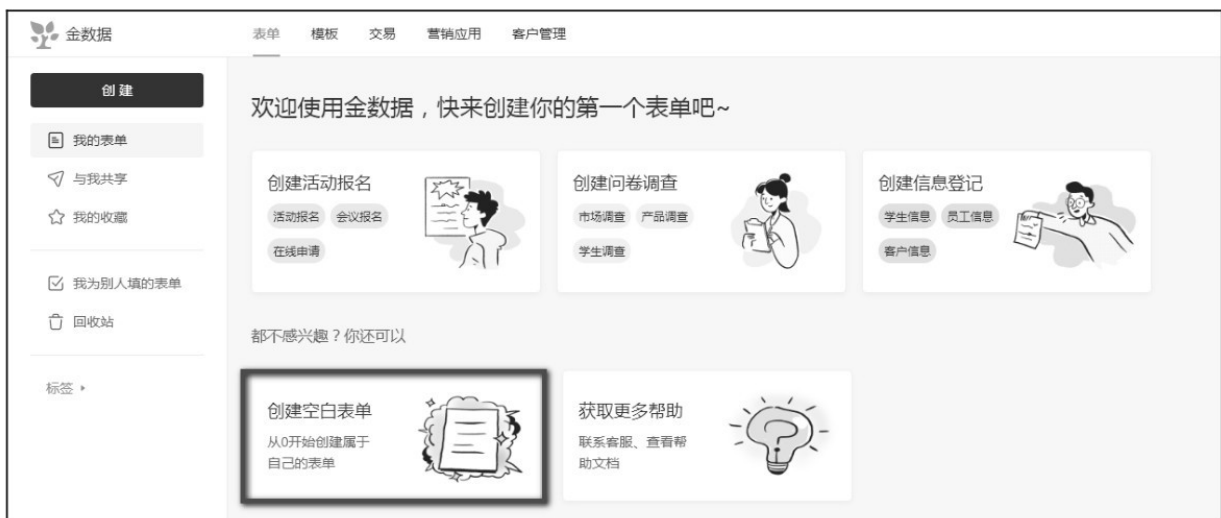 金数据
表单 模板 交易 营销应用 客户管理
创建
我的表单
与我共享
我的收藏
我为别人填的表单
回收站
标签
欢迎使用金数据，快来创建你的第一个表单吧~
创建活动报名
活动报名 会议报名
在线申请
创建问卷调查
市场调查 产品调查
学生调查
创建信息登记
学生信息 员工信息
客户信息
都不感兴趣？你还可以
创建空白表单
从0开始创建属于
自己的表单
获取更多帮助
联系客服、查看帮
助文档